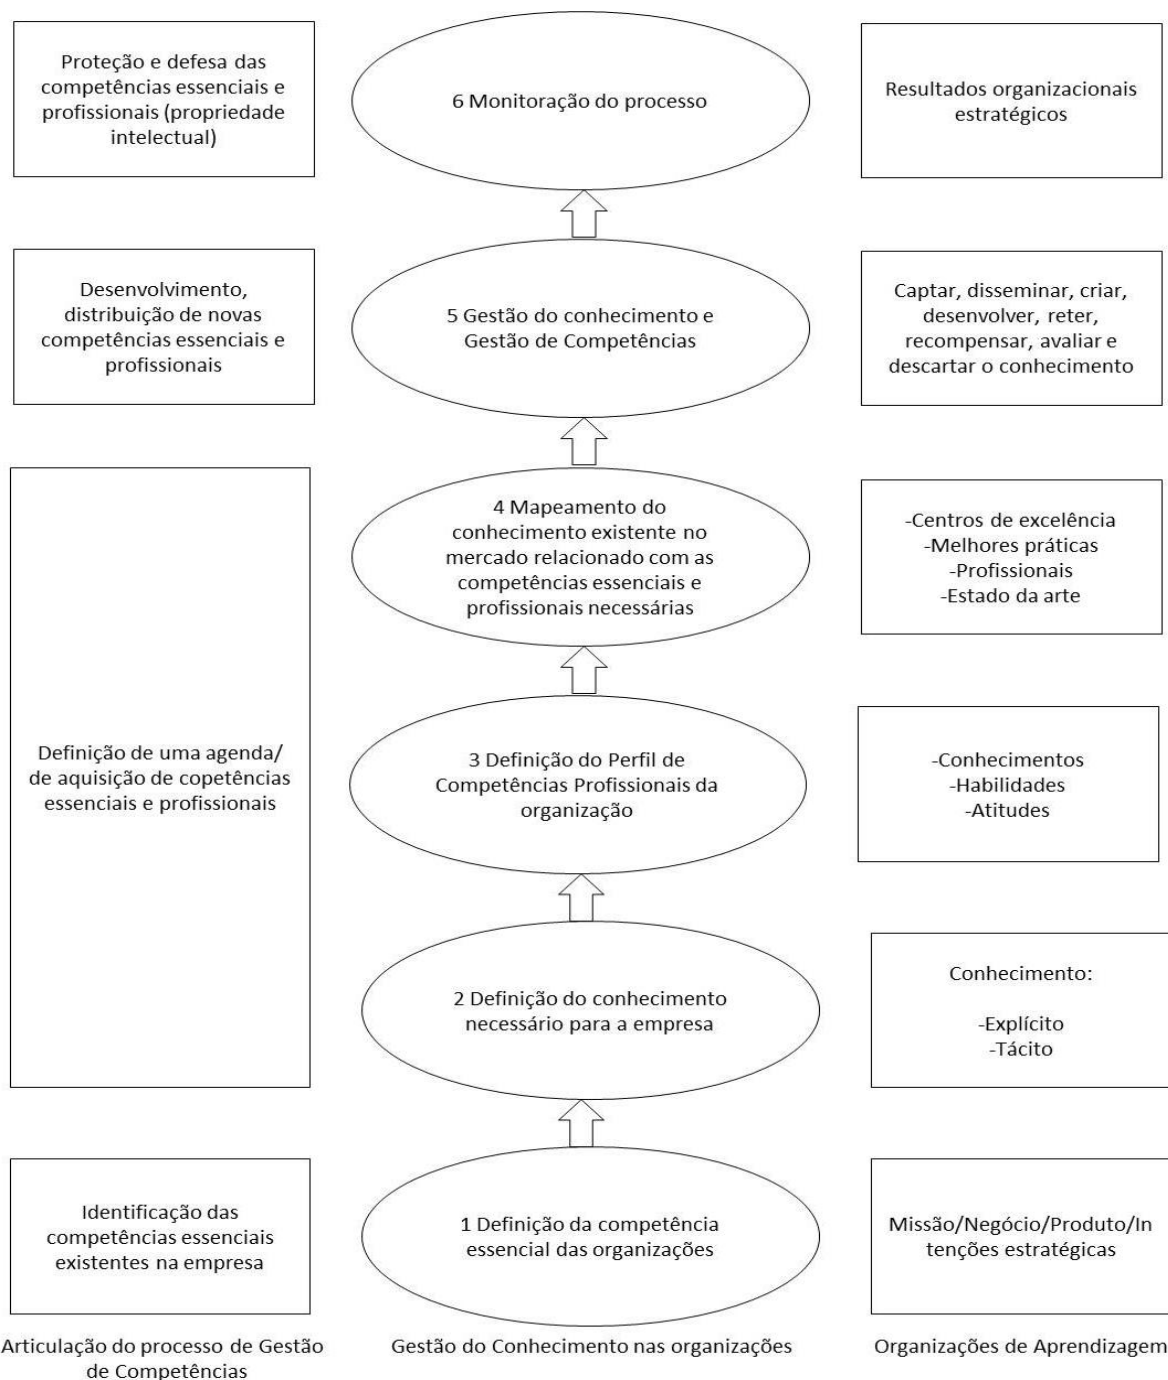 Proteção e defesa das
competências essenciais e
profissionais (propriedade
intelectual)
6 Monitoração do processo
Resultados organizacionais
estratégicos
Desenvolvimento,
distribuição de novas
competências essenciais e
profissionais
5 Gestão do conhecimento e
Gestão de Competências
Captar, disseminar, criar,
desenvolver, reter,
recompensar, avaliar e
descartar o conhecimento
4 Mapeamento do
conhecimento existente no
mercado relacionado com as
competências essenciais e
profissionais necessárias
-Centros de excelência
-Melhores práticas
-Profissionais
-Estado da arte
Definição de uma agenda/
de aquisição de copetências
essenciais e profissionais
3 Definição do Perfil de
Competências Profissionais da
organização
-Conhecimentos
-Habilidades
-Atitudes
2 Definição do conhecimento
necessário para a empresa
Conhecimento:
-Explícito
-Tácito
Identificação das
competências essenciais
existentes na empresa
1 Definição da competência
essencial das organizações
Missão/Negócio/Produto/In
tenções estratégicas
Articulação do processo de Gestão
de Competências
Gestão do Conhecimento nas organizações
Organizações de Aprendizagem